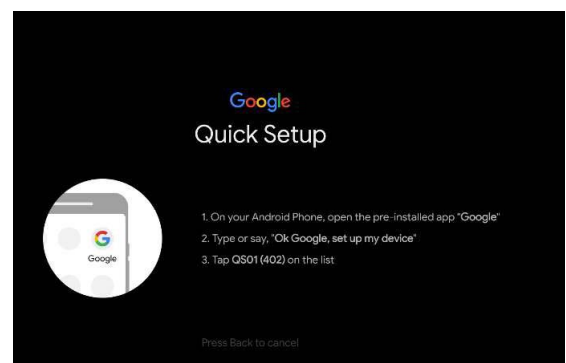 Google
Quick Setup
1. On your Android Phone, open the pre-installed app "Google"
2. Type or say, "Ok Google, set up my device"
3. Tap QS01 (402) on the list
G
Google
Press Back to cancel